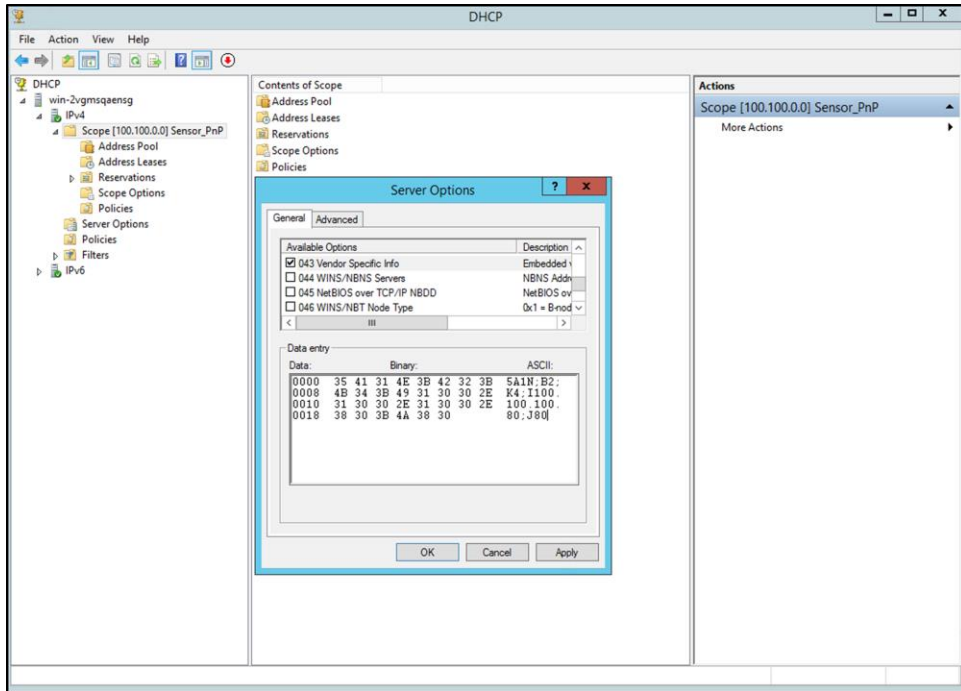 DHCP
File Action View Help
DHCP
win-2vgmsqaensg
IPv4
Scope [100.100.0.0] Sensor_PnP
Address Pool
Address Leases
Reservations
Scope Options
Policies
Server Options
Policies
Filters
IPv6
Contents of Scope
Address Pool
Address Leases
Reservations
Scope Options
Policies
Server Options
General Advanced
Available Options Description
043 Vendor Specific Info Embedded
044 WINS/NBNS Servers NBNS Addr
045 NetBIOS over TCP/IP NBDD NetBIOS ov
046 WINS/NBT Node Type 0x1 = B-nod
Data entry
Data: Binary: ASCII:
0000 35 41 31 4E 3B 42 32 3B 5A1N;B2;
0008 4B 34 3B 49 31 30 30 2E K4;I100.
0010 31 30 30 2E 31 30 30 2E 100.100.
0018 38 30 3B 4A 38 30 80;J80
OK Cancel Apply
Actions
Scope [100.100.0.0] Sensor_PnP
More Actions